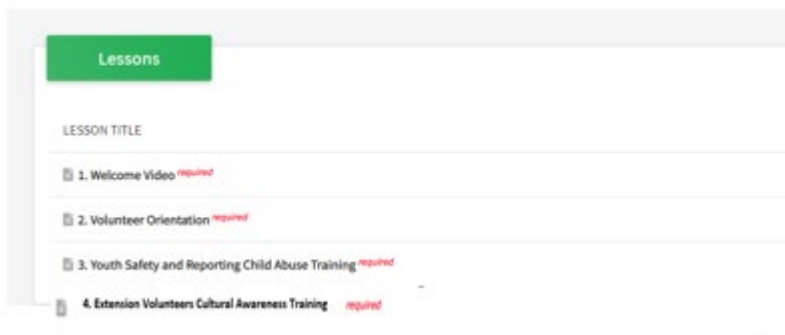 Lessons
LESSON TITLE
1. Welcome Video required
2. Volunteer Orientation required
3. Youth Safety and Reporting Child Abuse Training required
4. Extension Volunteers Cultural Awareness Training required